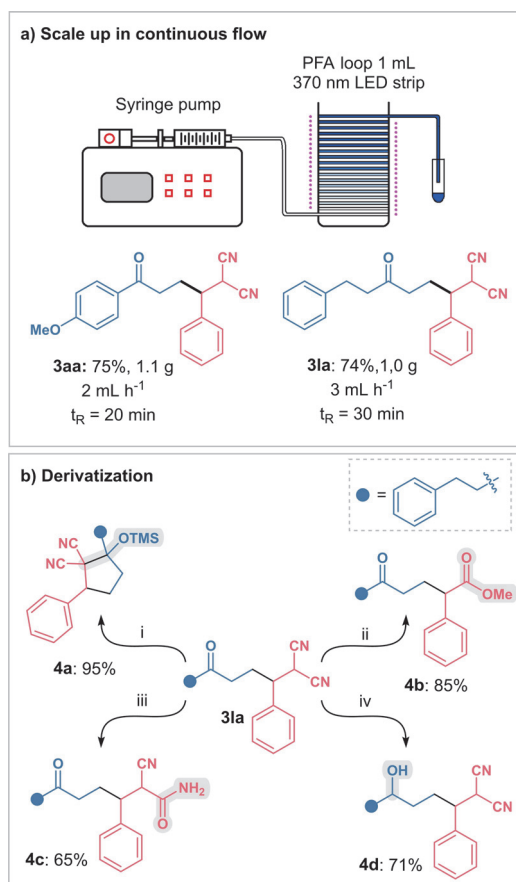 a) Scale up in continuous flow
PFA loop 1 mL
370 nm LED strip
Syringe pump
O
CN
CN
MeO
O
CN
CN
3aa: 75%, 1.1 g
2 mL h⁻¹
tR = 20 min
3la: 74%, 1,0 g
3 mL h⁻¹
tR = 30 min
b) Derivatization
=
NC
OTMS
NC
O
O
OMe
i
ii
4a: 95%
4b: 85%
O
CN
CN
3la
iii
iv
O
CN
NH₂
O
4c: 65%
OH
CN
CN
4d: 71%